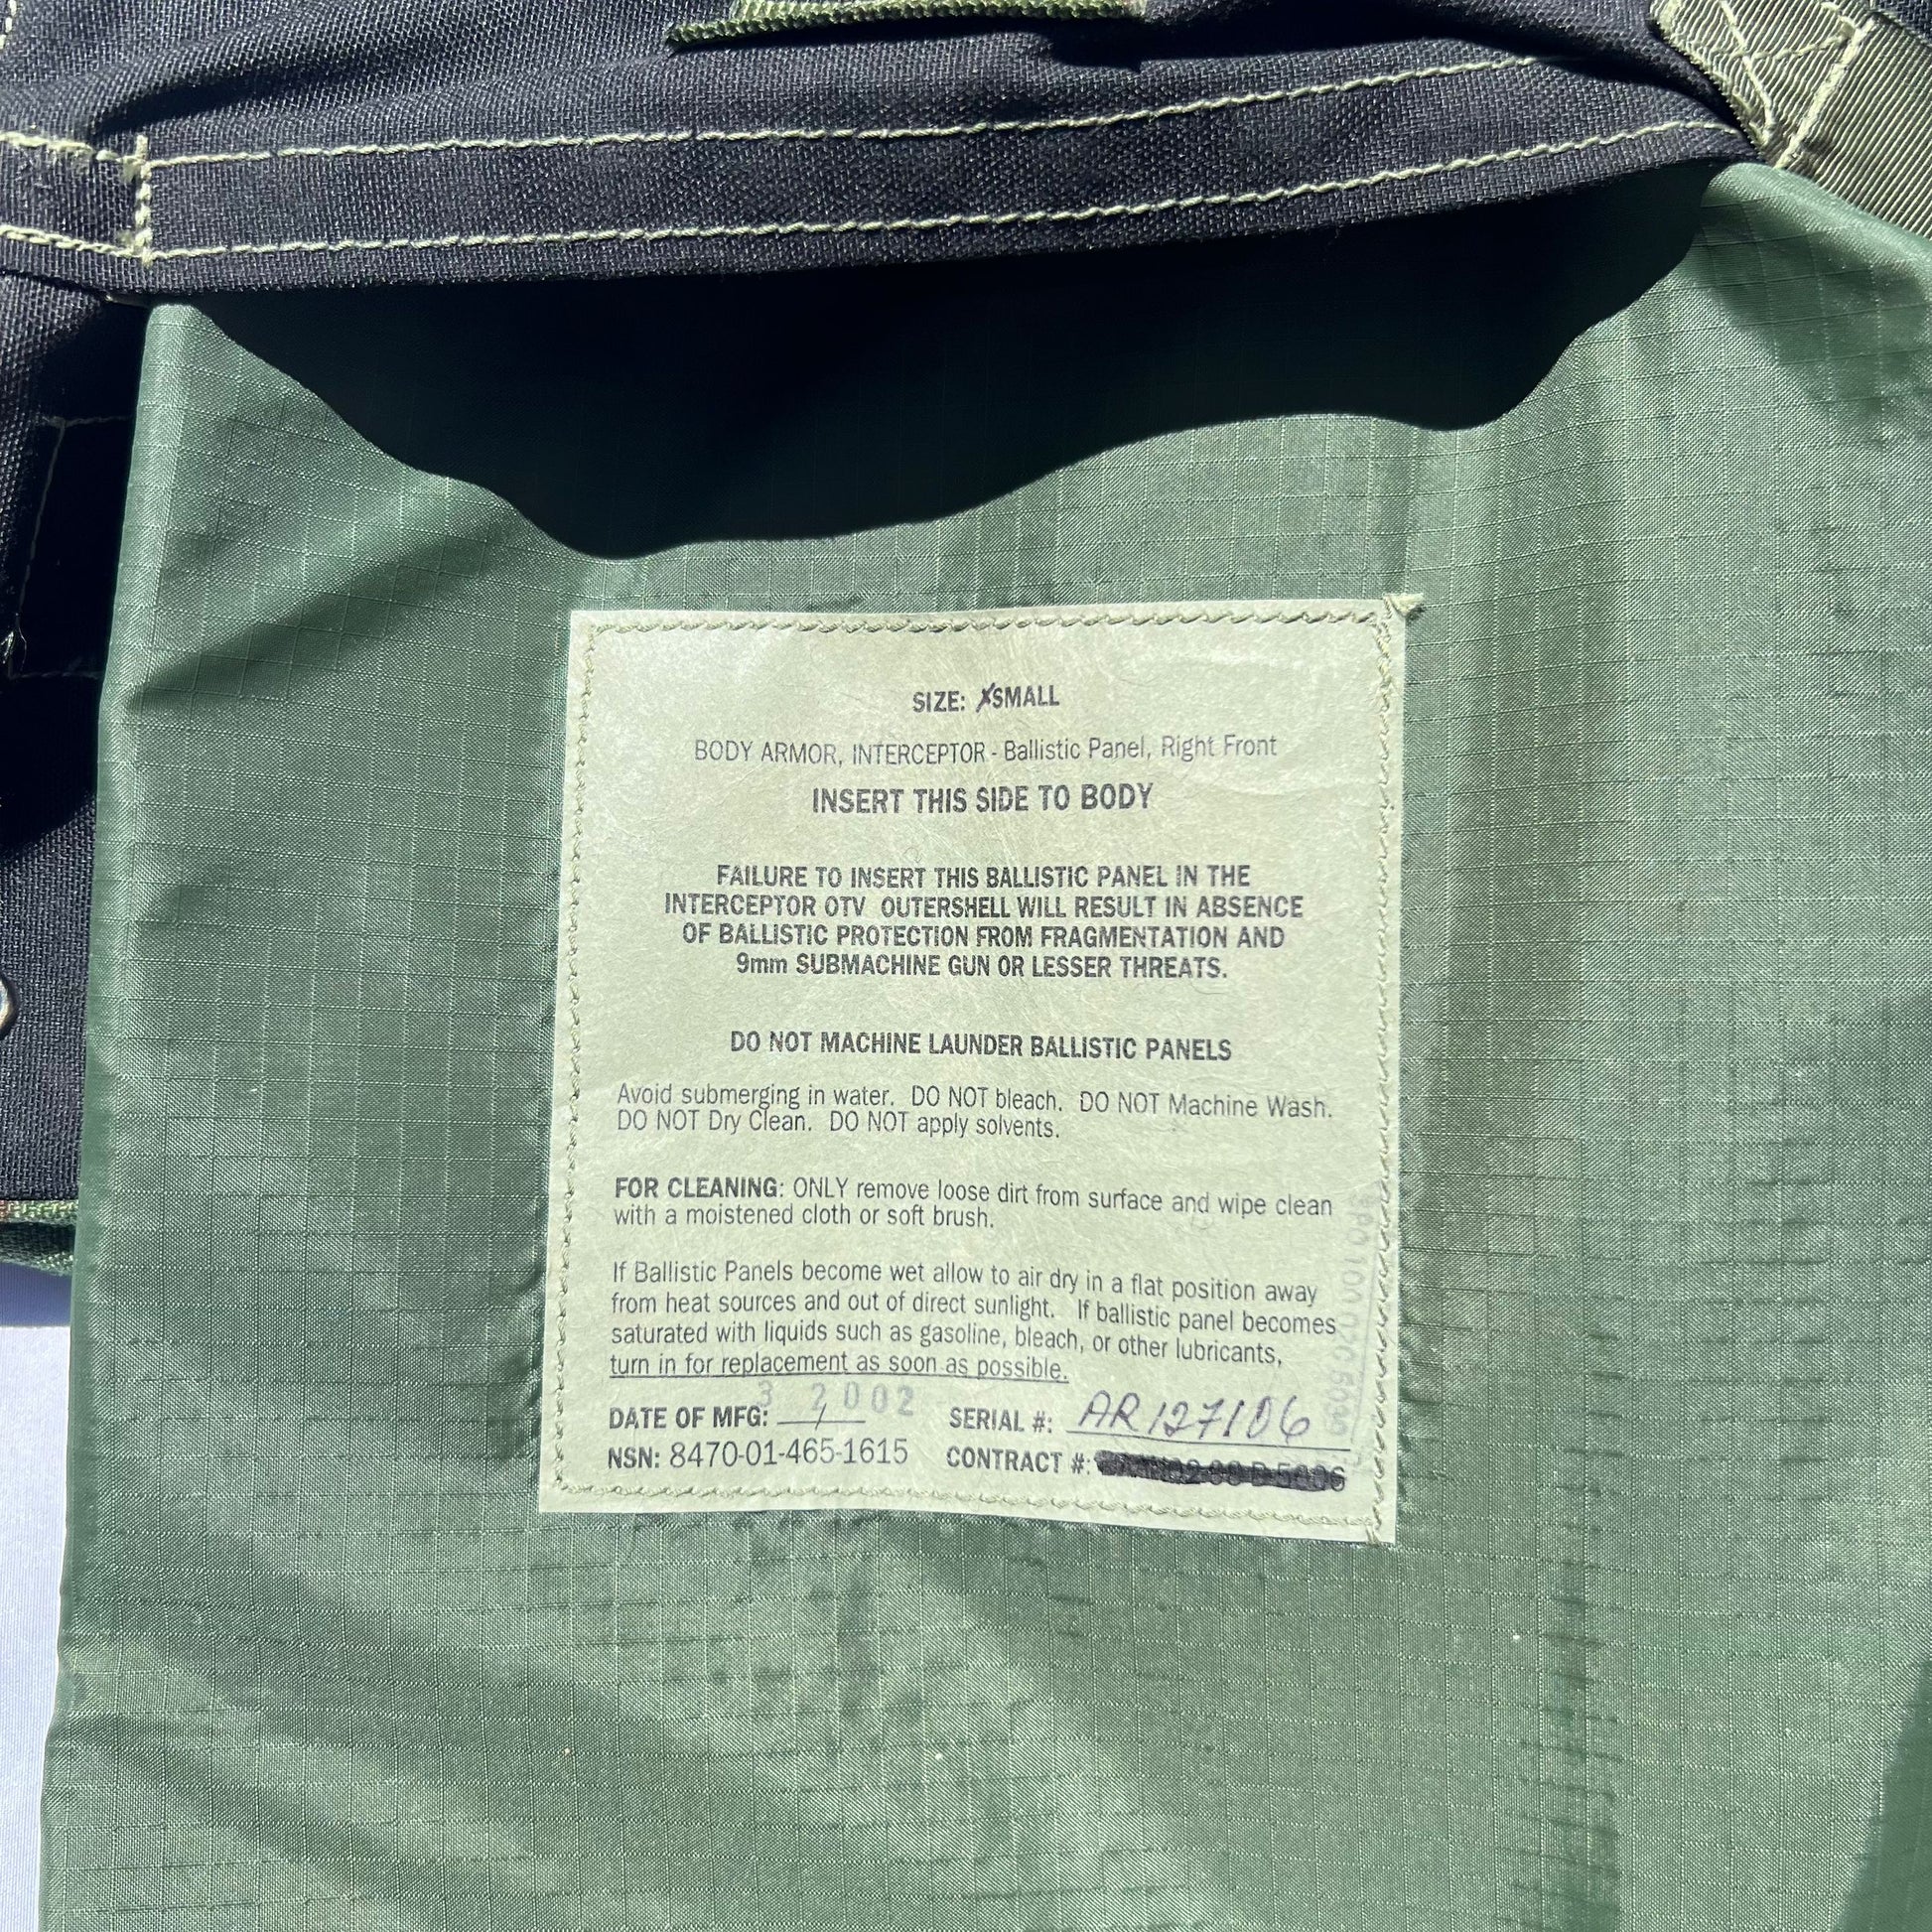 SIZE: XSMALL
BODY ARMOR, INTERCEPTOR - Ballistic Panel, Right Front
INSERT THIS SIDE TO BODY
FAILURE TO INSERT THIS BALLISTIC PANEL IN THE
INTERCEPTOR OTV OUTERSHELL WILL RESULT IN ABSENCE
OF BALLISTIC PROTECTION FROM FRAGMENTATION AND
9mm SUBMACHINE GUN OR LESSER THREATS.
DO NOT MACHINE LAUNDER BALLISTIC PANELS
Avoid submerging in water. DO NOT bleach. DO NOT Machine Wash.
DO NOT Dry Clean. DO NOT apply solvents.
FOR CLEANING: ONLY remove loose dirt from surface and wipe clean
with a moistened cloth or soft brush.
If Ballistic Panels become wet allow to air dry in a flat position away
from heat sources and out of direct sunlight. If ballistic panel becomes
saturated with liquids such as gasoline, bleach, or other lubricants,
turn in for replacement as soon as possible.
DATE OF MFG: 3 / 2002 SERIAL #: AR127106
NSN: 8470-01-465-1615 CONTRACT #: